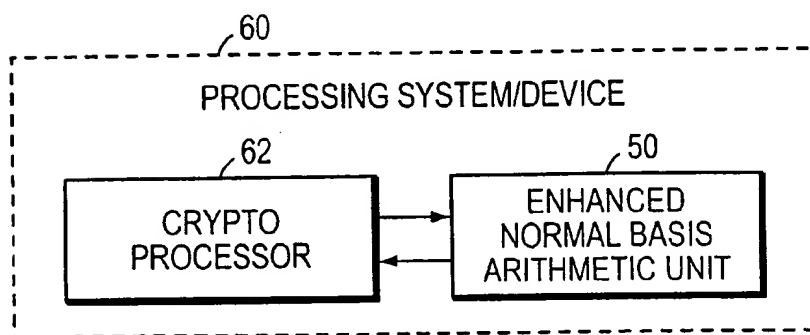 60
PROCESSING SYSTEM/DEVICE
62
CRYPTO
PROCESSOR
50
ENHANCED
NORMAL BASIS
ARITHMETIC UNIT